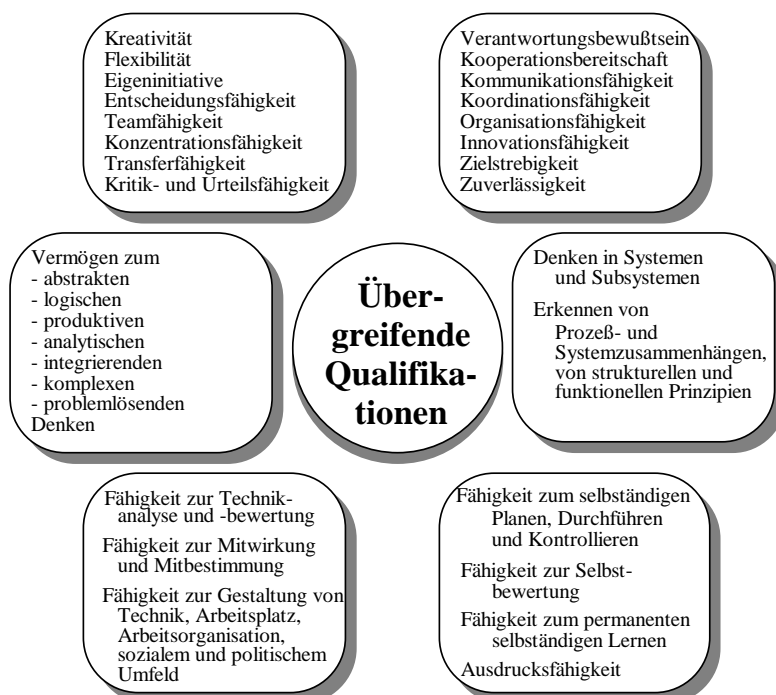 Kreativität
Flexibilität
Eigeninitiative
Entscheidungsfähigkeit
Teamfähigkeit
Konzentrationsfähigkeit
Transferfähigkeit
Kritik- und Urteilsfähigkeit
Verantwortungsbewußtsein
Kooperationsbereitschaft
Kommunikationsfähigkeit
Koordinationsfähigkeit
Organisationsfähigkeit
Innovationsfähigkeit
Zielstrebigkeit
Zuverlässigkeit
Vermögen zum
- abstrakten
- logischen
- produktiven
- analytischen
- integrierenden
- komplexen
- problemlösenden
Denken
Über-
greifende
Qualifika-
tionen
Denken in Systemen
und Subsystemen
Erkennen von
Prozeß- und
Systemzusammenhängen,
von strukturellen und
funktionellen Prinzipien
Fähigkeit zur Technik-
analyse und -bewertung
Fähigkeit zur Mitwirkung
und Mitbestimmung
Fähigkeit zur Gestaltung von
Technik, Arbeitsplatz,
Arbeitsorganisation,
sozialem und politischem
Umfeld
Fähigkeit zum selbständigen
Planen, Durchführen
und Kontrollieren
Fähigkeit zur Selbst-
bewertung
Fähigkeit zum permanenten
selbständigen Lernen
Ausdrucksfähigkeit